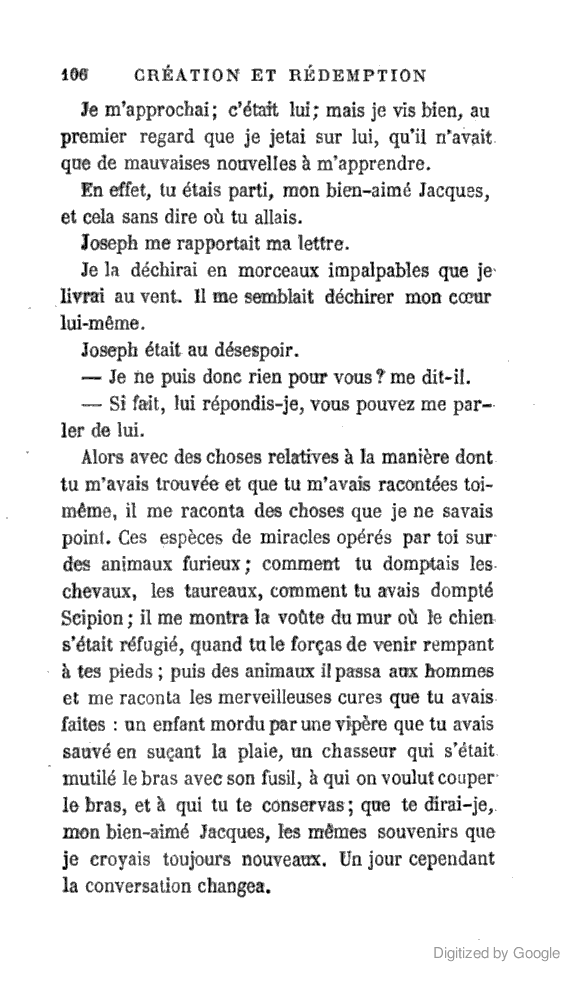 106 CRÉATION ET RÉDEMPTION
Je m'approchai; c'était lui; mais je vis bien, au
premier regard que je jetai sur lui, qu'il n'avait
que de mauvaises nouvelles à m'apprendre.
En effet, tu étais parti, mon bien-aimé Jacques,
et cela sans dire où tu allais.
Joseph me rapportait ma lettre.
Je la déchirai en morceaux impalpables que je
livrai au vent. Il me semblait déchirer mon cœur
lui-même.
Joseph était au désespoir.
— Je ne puis donc rien pour vous? me dit-il.
— Si fait, lui répondis-je, vous pouvez me par-
ler de lui.
Alors avec des choses relatives à la manière dont
tu m'avais trouvée et que tu m'avais racontées toi-
même, il me raconta des choses que je ne savais
point. Ces espèces de miracles opérés par toi sur
des animaux furieux; comment tu domptais les
chevaux, les taureaux, comment tu avais dompté
Scipion; il me montra la voûte du mur où le chien
s'était réfugié, quand tu le forças de venir rempant
à tes pieds; puis des animaux il passa aux hommes
et me raconta les merveilleuses cures que tu avais
faites : un enfant mordu par une vipère que tu avais
sauvé en suçant la plaie, un chasseur qui s'était
mutilé le bras avec son fusil, à qui on voulut couper
le bras, et à qui tu te conservas; que te dirai-je,
mon bien-aimé Jacques, les mêmes souvenirs que
je croyais toujours nouveaux. Un jour cependant
la conversation changea.
Digitized by Google